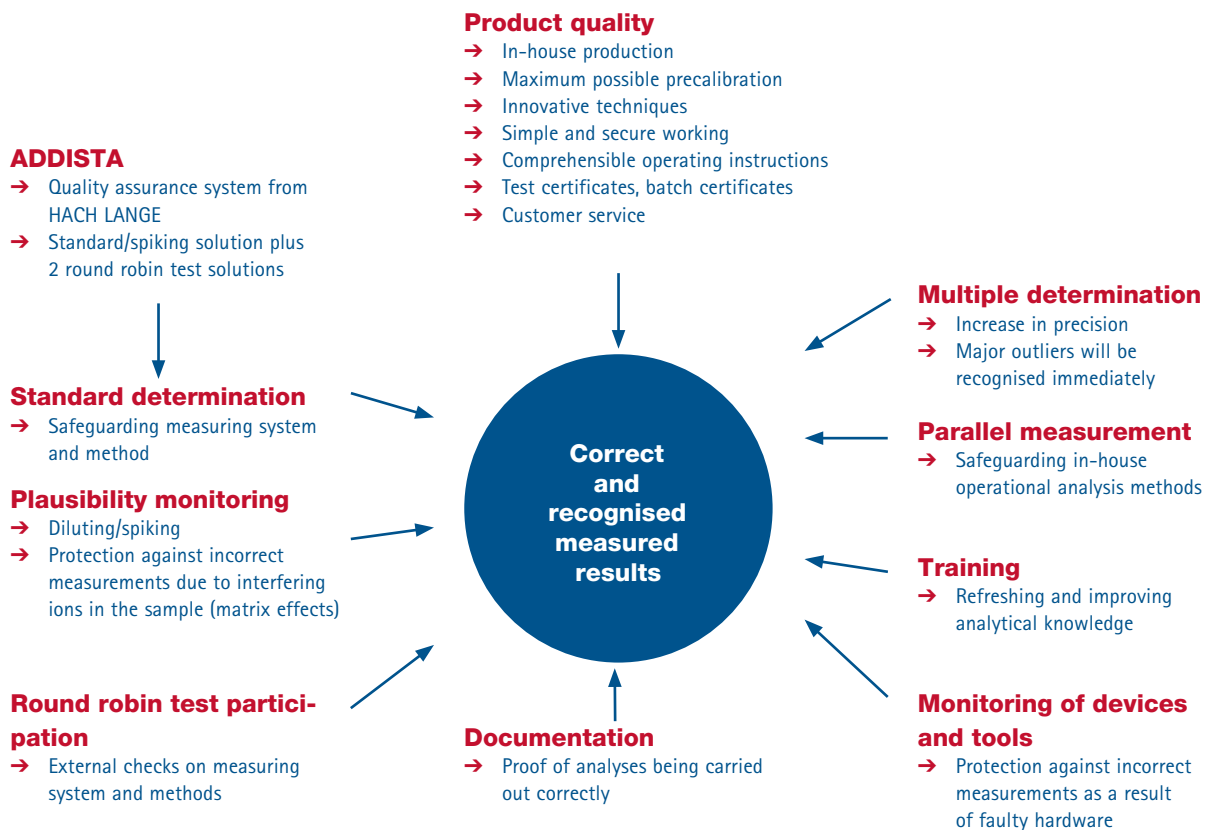 Product quality
➔ In-house production
➔ Maximum possible precalibration
➔ Innovative techniques
➔ Simple and secure working
➔ Comprehensible operating instructions
➔ Test certificates, batch certificates
➔ Customer service
ADDISTA
➔ Quality assurance system from
HACH LANGE
➔ Standard/spiking solution plus
2 round robin test solutions
Standard determination
➔ Safeguarding measuring system
and method
Plausibility monitoring
➔ Diluting/spiking
➔ Protection against incorrect
measurements due to interfering
ions in the sample (matrix effects)
Round robin test partici-
pation
➔ External checks on measuring
system and methods
Correct
and
recognised
measured
results
Documentation
➔ Proof of analyses being carried
out correctly
Multiple determination
➔ Increase in precision
➔ Major outliers will be
recognised immediately
Parallel measurement
➔ Safeguarding in-house
operational analysis methods
Training
➔ Refreshing and improving
analytical knowledge
Monitoring of devices
and tools
➔ Protection against incorrect
measurements as a result
of faulty hardware